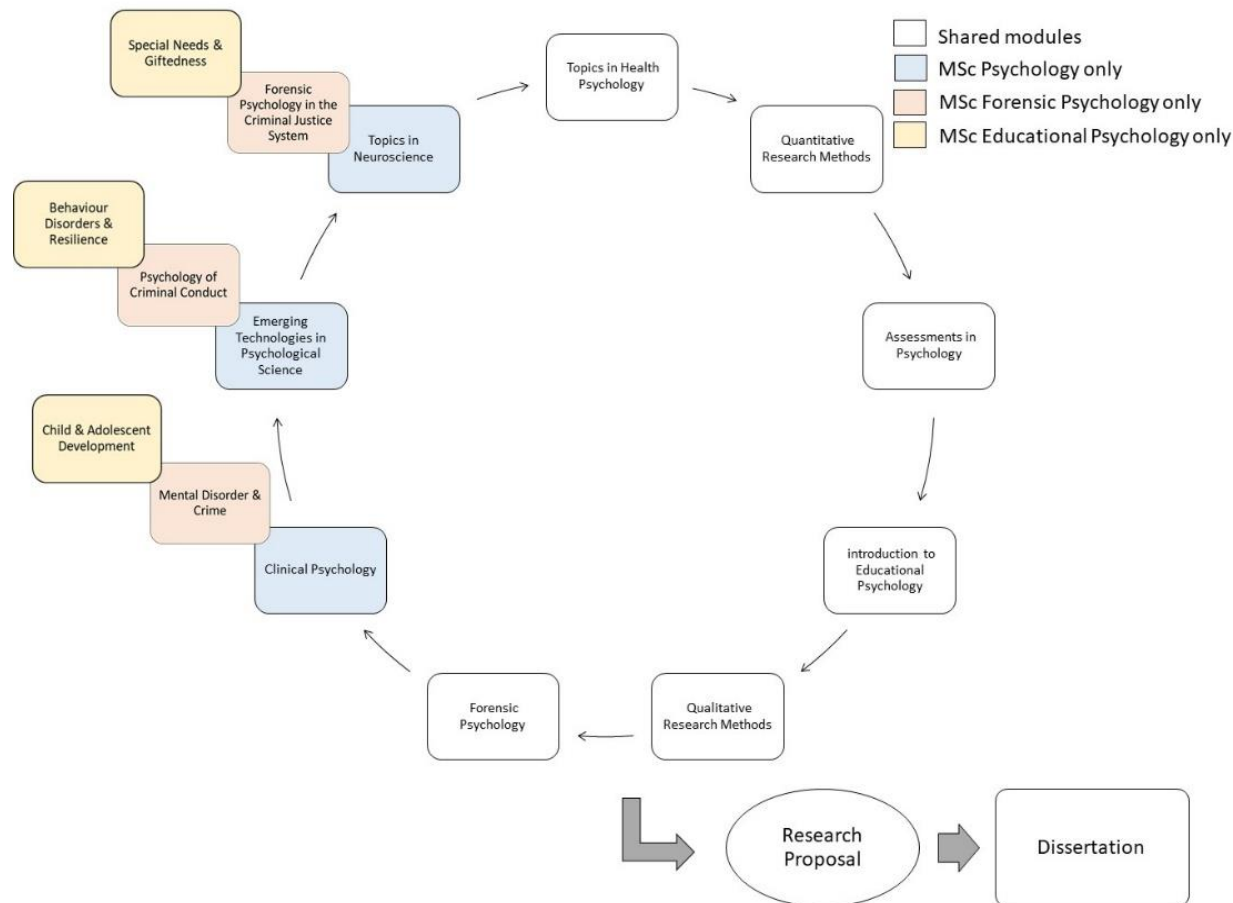 Special Needs &
Giftedness
Forensic
Psychology in the
Criminal Justice
System
Topics in
Neuroscience
Topics in Health
Psychology
Quantitative
Research Methods
Shared modules
MSc Psychology only
MSc Forensic Psychology only
MSc Educational Psychology only
Behaviour
Disorders &
Resilience
Psychology of
Criminal Conduct
Emerging
Technologies in
Psychological
Science
Assessments in
Psychology
Child & Adolescent
Development
Mental Disorder &
Crime
Clinical Psychology
introduction to
Educational
Psychology
Forensic
Psychology
Qualitative
Research Methods
Research
Proposal
Dissertation